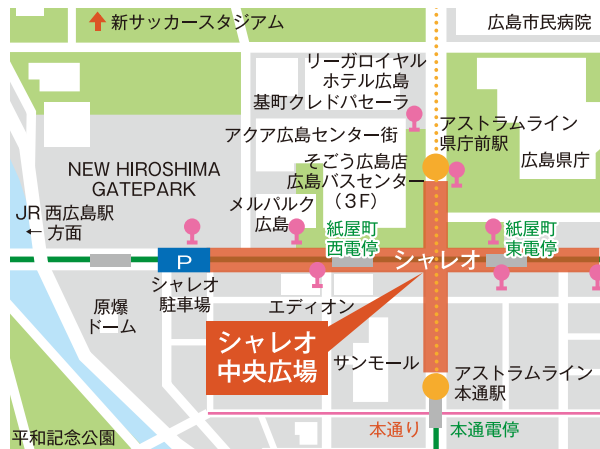 新サッカースタジアム
広島市民病院
リーガロイヤル
ホテル広島
基町クレドパセーラ
アクア広島センター街
アストラムライン
県庁前駅
そごう広島店
広島バスセンター
(3F)
広島県庁
NEW HIROSHIMA
GATEPARK
メルパルク
広島
JR 西広島駅
← 方面
紙屋町
西電停
紙屋町
東電停
P
シャレオ
シャレオ
駐車場
原爆
ドーム
エディオン
シャレオ
中央広場
サンモール
アストラムライン
本通駅
本通り
本通電停
平和記念公園